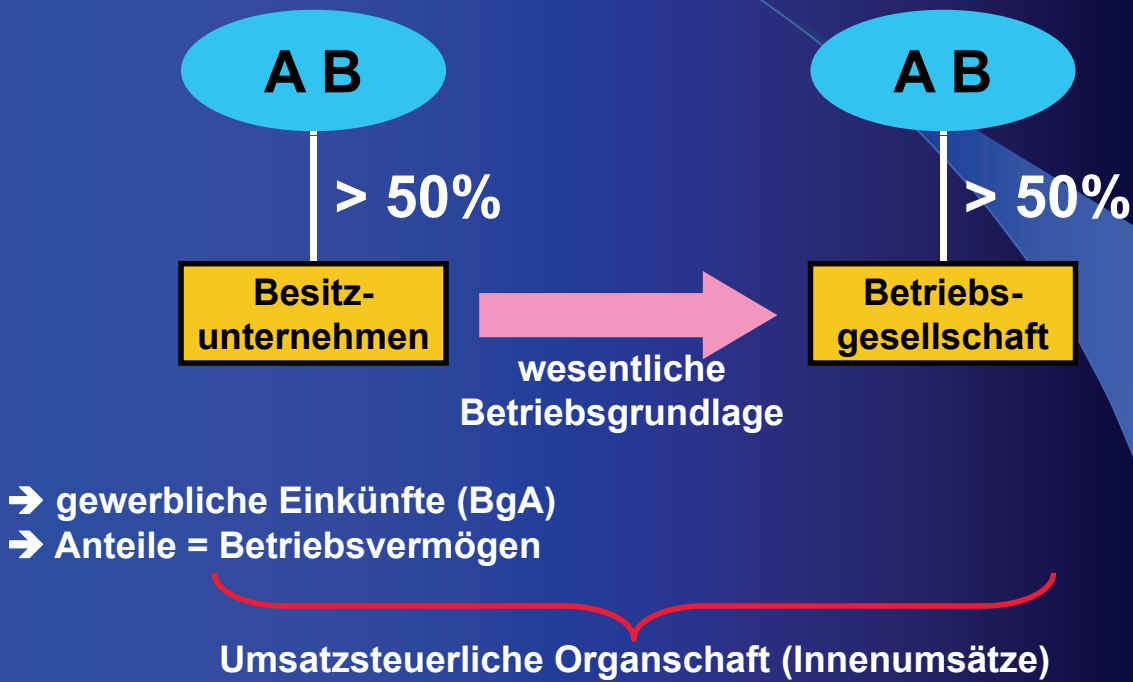 A B
A B
> 50%
> 50%
Besitz-
unternehmen
Betriebs-
gesellschaft
wesentliche
Betriebsgrundlage
➔ gewerbliche Einkünfte (BgA)
➔ Anteile = Betriebsvermögen
Umsatzsteuerliche Organschaft (Innenumsätze)